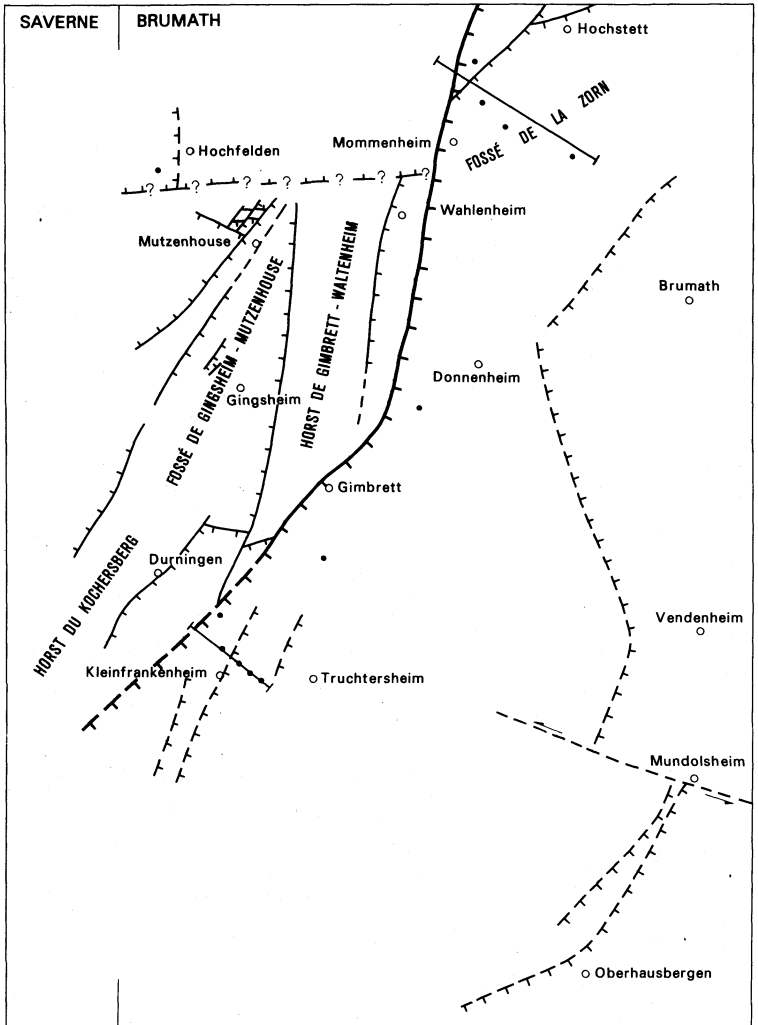 SAVERNE BRUMATH
Hochstett
FOSSÉ DE LA ZORN
Mommenheim
Hochfelden
? ? ? ? ? ? ?
Wahlenheim
Mutzenhouse
Brumath
HORST DE GIMBRETT - WALTENHEIM
FOSSÉ DE GINGSHEIM - MUTZENHOUSE
Donnenheim
Gingsheim
Gimbrett
Durningen
HORST DU KOCHERSBERG
Vendenheim
Kleinfrankenheim
Truchtersheim
Mundolsheim
Oberhausbergen